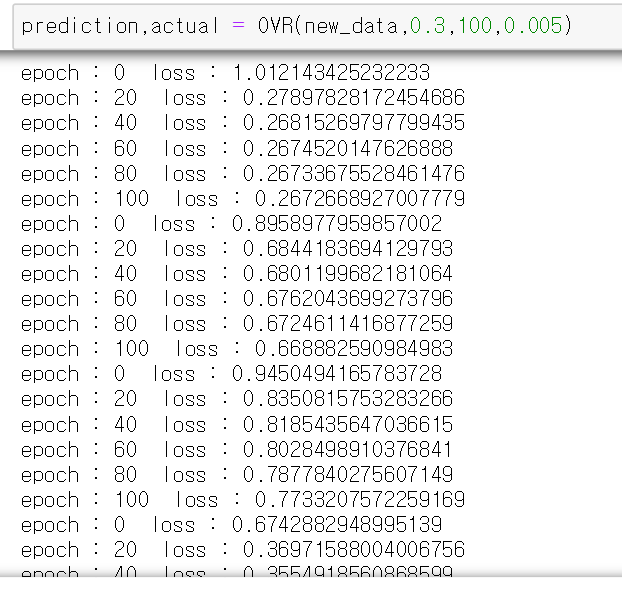 prediction,actual = OVR(new_data,0.3,100,0.005)
epoch : 0  loss : 1.012143425232233
epoch : 20  loss : 0.27897828172454686
epoch : 40  loss : 0.26815269797799435
epoch : 60  loss : 0.2674520147626888
epoch : 80  loss : 0.26733675528461476
epoch : 100  loss : 0.2672668927007779
epoch : 0  loss : 0.8958977959857002
epoch : 20  loss : 0.6844183694129793
epoch : 40  loss : 0.6801199682181064
epoch : 60  loss : 0.6762043699273796
epoch : 80  loss : 0.6724611416877259
epoch : 100  loss : 0.668882590984983
epoch : 0  loss : 0.9450494165783728
epoch : 20  loss : 0.8350815753283266
epoch : 40  loss : 0.8185435647036615
epoch : 60  loss : 0.8028498910376841
epoch : 80  loss : 0.7877840275607149
epoch : 100  loss : 0.7733207572259169
epoch : 0  loss : 0.6742882948995139
epoch : 20  loss : 0.36971588004006756
epoch : 40  loss : 0.3554918560868599